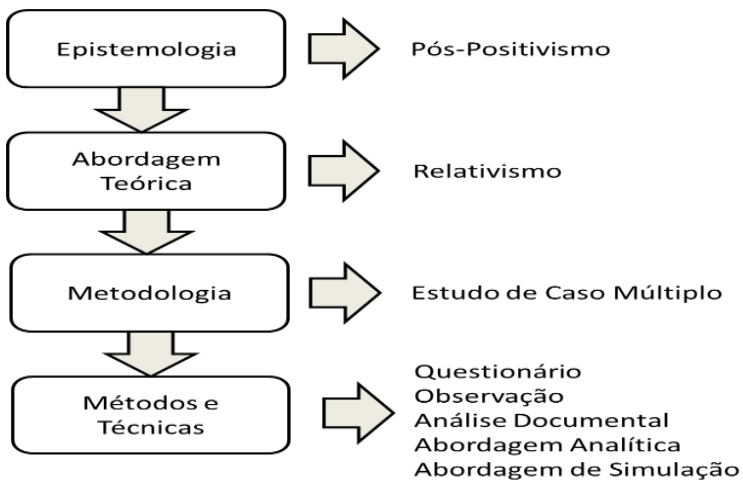 Epistemologia
Pós-Positivismo
Abordagem
Teórica
Relativismo
Metodologia
Estudo de Caso Múltiplo
Métodos e
Técnicas
Questionário
Observação
Análise Documental
Abordagem Analítica
Abordagem de Simulação